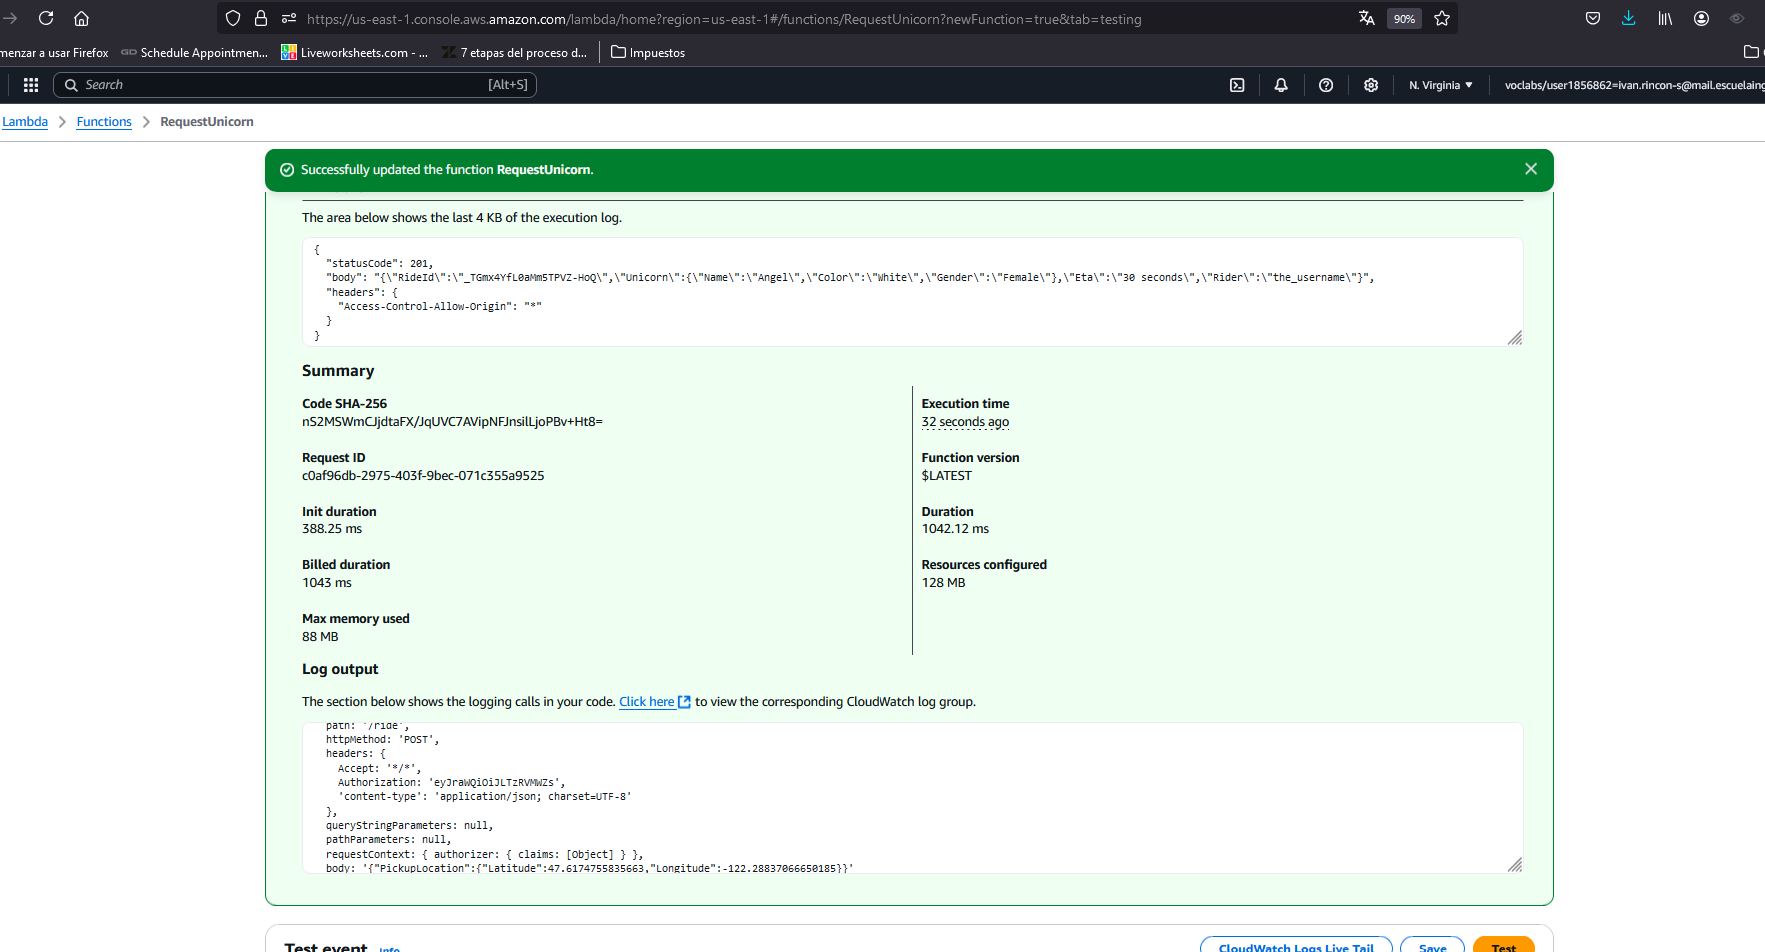 https://us-east-1.console.aws.amazon.com/lambda/home?region=us-east-1#/functions/RequestUnicorn?newFunction=true&tab=testing
90%
menzar a usar Firefox
Schedule Appointmen...
Liveworksheets.com - ...
7 etapas del proceso d...
Impuestos
Search
[Alt+S]
N. Virginia
voclabs/user1856862=ivan.rincon-s@mail.escuelaing
Lambda > Functions > RequestUnicorn
Successfully updated the function RequestUnicorn.
The area below shows the last 4 KB of the execution log.
{
"statusCode": 201,
"body": "{\"RideId\":\"_TGmx4YfL0aMm5TPVZ-HoQ\",\"Unicorn\":{\"Name\":\"Angel\",\"Color\":\"White\",\"Gender\":\"Female\"},\"Eta\":\"30 seconds\",\"Rider\":\"the_username\"}",
"headers": {
"Access-Control-Allow-Origin": "*"
}
}
Summary
Code SHA-256
nS2MSWmCJjdtaFX/JqUVC7AVipNFJnsilLjoPBv+Ht8=
Execution time
32 seconds ago
Request ID
c0af96db-2975-403f-9bec-071c355a9525
Function version
$LATEST
Init duration
388.25 ms
Duration
1042.12 ms
Billed duration
1043 ms
Resources configured
128 MB
Max memory used
88 MB
Log output
The section below shows the logging calls in your code. Click here to view the corresponding CloudWatch log group.
path: '/ride',
httpMethod: 'POST',
headers: {
Accept: '*/*',
Authorization: 'eyJraWQiOiJLTzRVMWZs',
'content-type': 'application/json; charset=UTF-8'
},
queryStringParameters: null,
pathParameters: null,
requestContext: { authorizer: { claims: [Object] } },
body: '{"PickupLocation":{"Latitude":47.6174755835663,"Longitude":-122.28837066650185}}'
Test event Info
CloudWatch Logs Live Tail
Save
Test